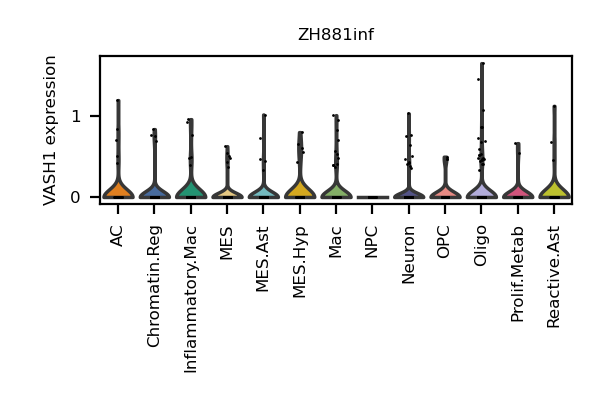 ZH881inf
VASH1 expression
1
0
AC
Chromatin.Reg
Inflammatory.Mac
MES
MES.Ast
MES.Hyp
Mac
NPC
Neuron
OPC
Oligo
Prolif.Metab
Reactive.Ast